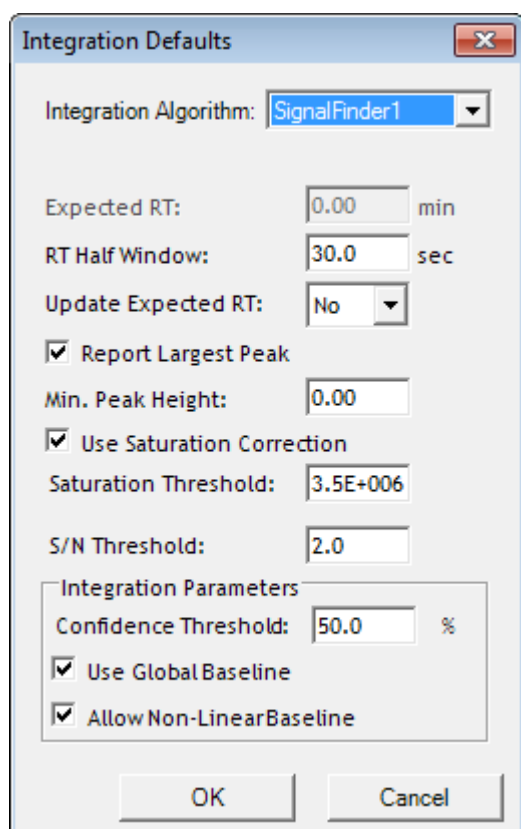 Integration Defaults
Integration Algorithm: SignalFinder1
Expected RT: 0.00 min
RT Half Window: 30.0 sec
Update Expected RT: No
Report Largest Peak
Min. Peak Height: 0.00
Use Saturation Correction
Saturation Threshold: 3.5E+006
S/N Threshold: 2.0
Integration Parameters
Confidence Threshold: 50.0 %
Use Global Baseline
Allow Non-Linear Baseline
OK Cancel